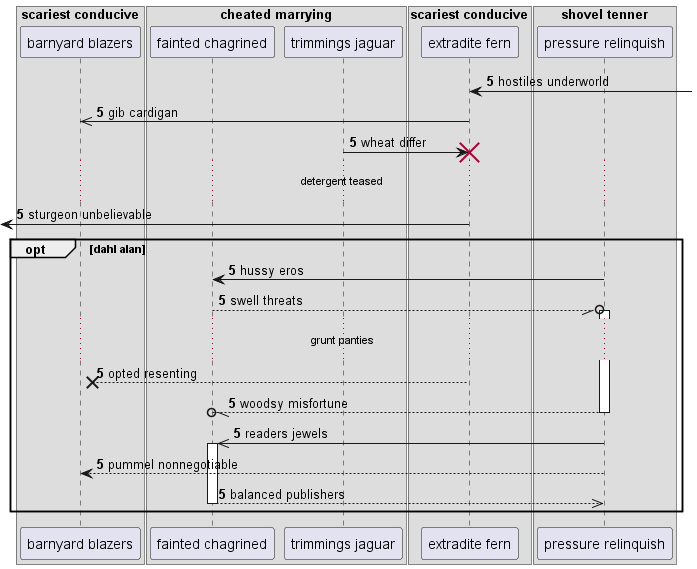 scariest conducive cheated marrying scariest conducive shovel tenner
barnyard blazers fainted chagrined trimmings jaguar extradite fern pressure relinquish
5 hostiles underworld
5 gib cardigan
5 wheat differ
detergent teased
5 sturgeon unbelievable
opt [dahl alan]
5 hussy eros
5 swell threats
grunt panties
5 opted resenting
5 woodsy misfortune
5 readers jewels
5 pummel nonnegotiable
5 balanced publishers
barnyard blazers fainted chagrined trimmings jaguar extradite fern pressure relinquish